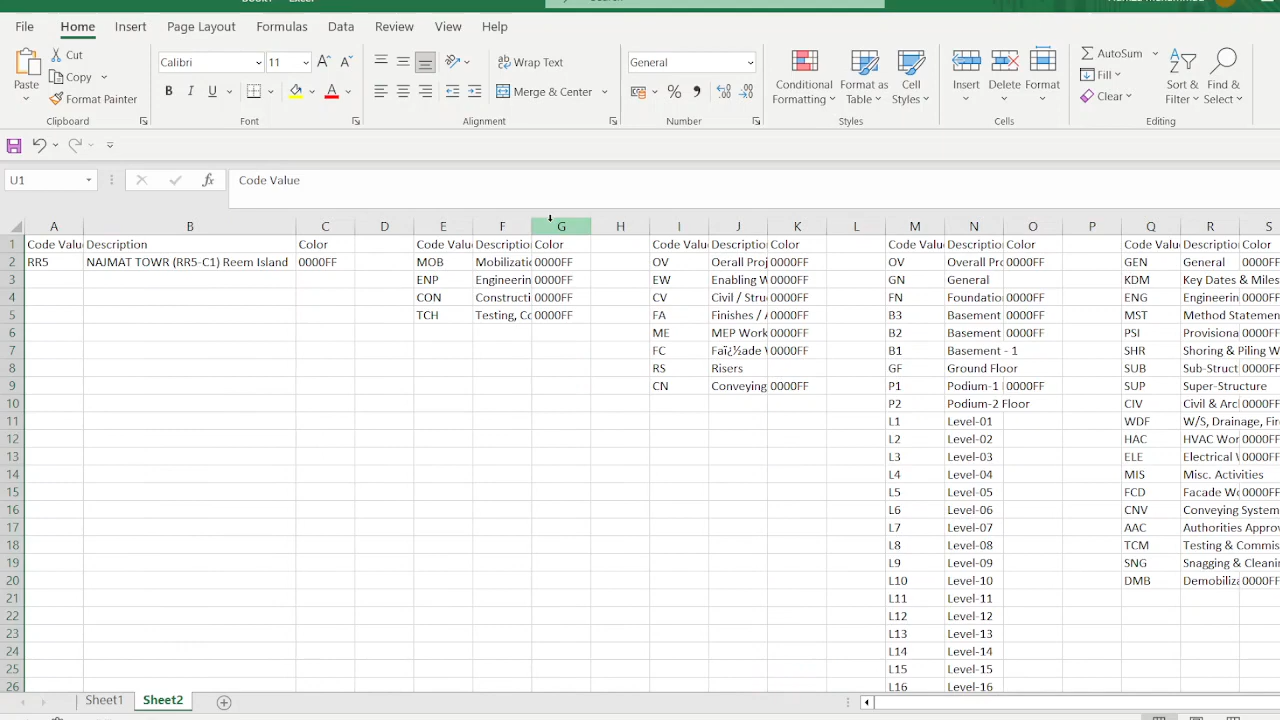 File Home Insert Page Layout Formulas Data Review View Help
Paste Cut Copy Format Painter Clipboard
Calibri 11 Font
Wrap Text Merge & Center Alignment
General Number
Conditional Formatting Format as Table Cell Styles Styles
Insert Delete Format Cells
AutoSum Fill Clear Sort & Filter Find & Select Editing
U1 fx Code Value
A B C D E F G H I J K L M N O P Q R S
1 Code Valu Description Color Code Valu Descriptio Color Code Valu Descriptio Color Code Valu Description Color Code Valu Description Color
2 RR5 NAJMAT TOWR (RR5-C1) Reem Island 0000FF MOB Mobilizati 0000FF OV Oerall Proj 0000FF OV Overall Pro 0000FF GEN General 0000FF
3 ENP Engineerin 0000FF EW Enabling W 0000FF GN General KDM Key Dates & Miles
4 CON Constructi 0000FF CV Civil / Stru 0000FF FN Foundatio 0000FF ENG Engineerin 0000FF
5 TCH Testing, Co 0000FF FA Finishes / A 0000FF B3 Basement 0000FF MST Method Statemen
6 ME MEP Work 0000FF B2 Basement 0000FF PSI Provisiona 0000FF
7 FC Faï¿½ade W 0000FF B1 Basement - 1 SHR Shoring & Piling W
8 RS Risers GF Ground Floor SUB Sub-Struct 0000FF
9 CN Conveying 0000FF P1 Podium-1 0000FF SUP Super-Structure
10 P2 Podium-2 Floor CIV Civil & Arc 0000FF
11 L1 Level-01 WDF W/S, Drainage, Fire
12 L2 Level-02 HAC HVAC Wor 0000FF
13 L3 Level-03 ELE Electrical W 0000FF
14 L4 Level-04 MIS Misc. Activities
15 L5 Level-05 FCD Facade Wo 0000FF
16 L6 Level-06 CNV Conveying System
17 L7 Level-07 AAC Authorities Approv
18 L8 Level-08 TCM Testing & Commis
19 L9 Level-09 SNG Snagging & Cleanin
20 L10 Level-10 DMB Demobiliza 0000FF
21 L11 Level-11
22 L12 Level-12
23 L13 Level-13
24 L14 Level-14
25 L15 Level-15
26 L16 Level-16
Sheet1 Sheet2